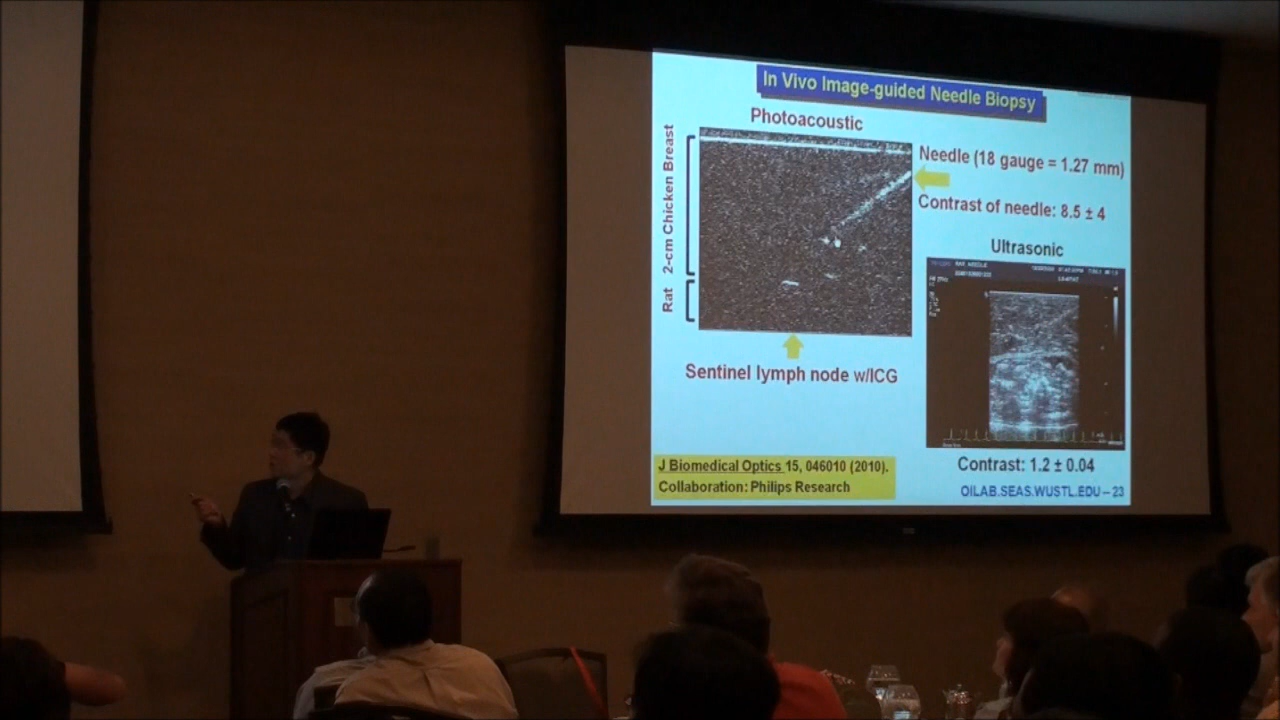 In Vivo Image-guided Needle Biopsy
Photoacoustic
Rat 2-cm Chicken Breast
Needle (18 gauge = 1.27 mm)
Contrast of needle: 8.5 ± 4
Ultrasonic
Sentinel lymph node w/ICG
J Biomedical Optics 15, 046010 (2010).
Collaboration: Philips Research
Contrast: 1.2 ± 0.04
OILAB.SEAS.WUSTL.EDU – 23